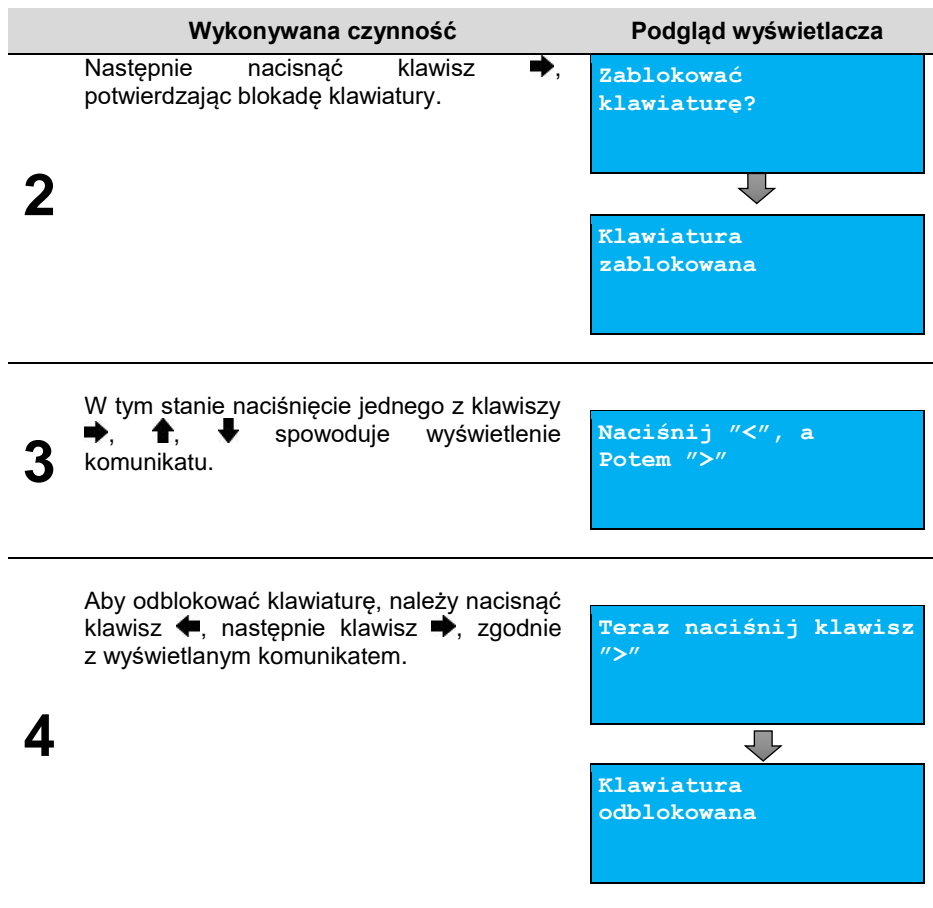 Wykonywana czynność Podgląd wyświetlacza
2
Następnie nacisnąć klawisz ➡,
potwierdzając blokadę klawiatury.
Zablokować
klawiaturę?
Klawiatura
zablokowana
3
W tym stanie naciśnięcie jednego z klawiszy
➡, ⬆, ⬇ spowoduje wyświetlenie
komunikatu.
Naciśnij "<", a
Potem ">"
4
Aby odblokować klawiaturę, należy nacisnąć
klawisz ⬅, następnie klawisz ➡, zgodnie
z wyświetlanym komunikatem.
Teraz naciśnij klawisz
">"
Klawiatura
odblokowana